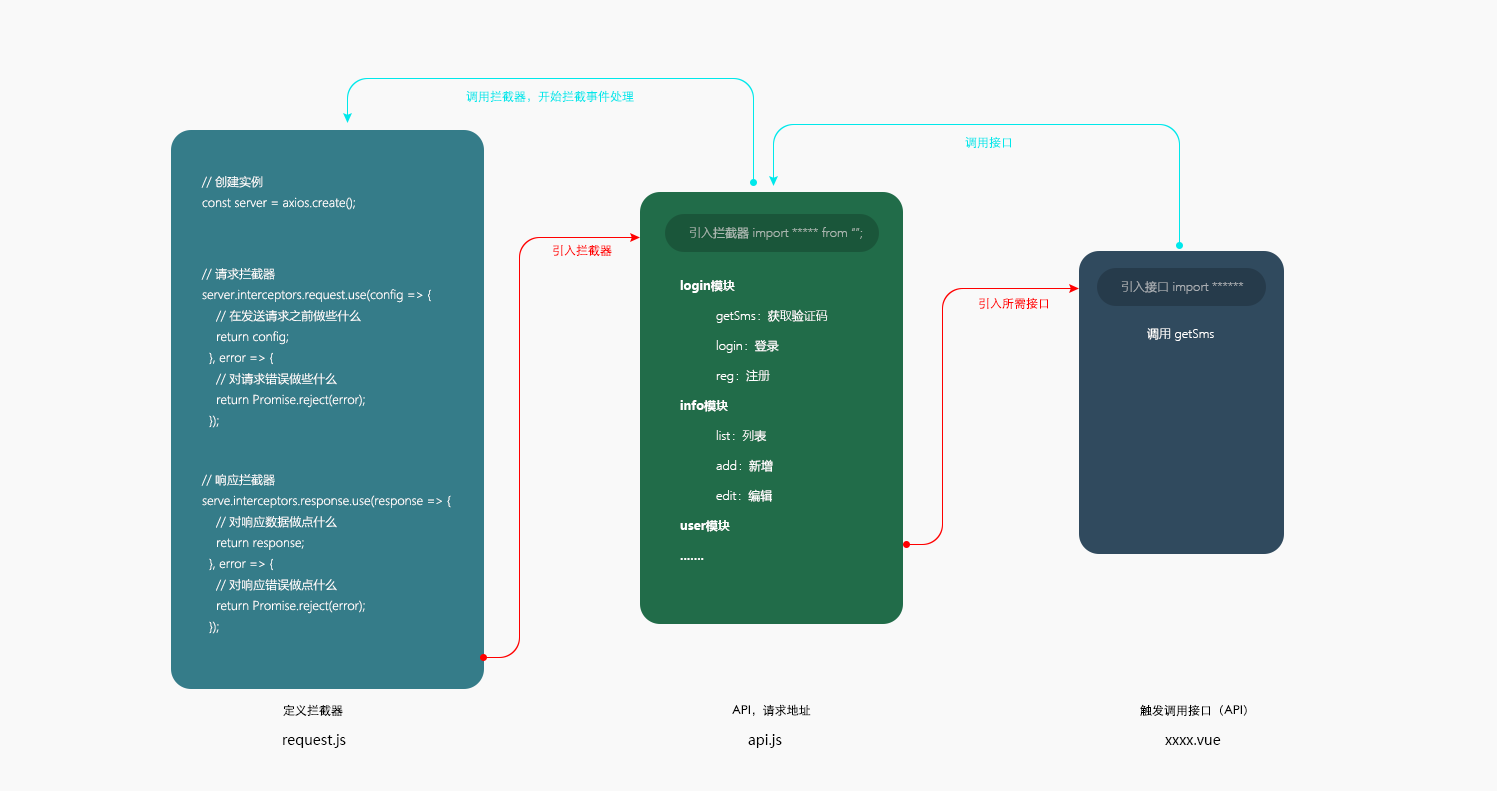 调用拦截器，开始拦截事件处理
调用接口
// 创建实例
const server = axios.create();
// 请求拦截器
server.interceptors.request.use(config => {
// 在发送请求之前做些什么
return config;
}, error => {
// 对请求错误做些什么
return Promise.reject(error);
});
// 响应拦截器
serve.interceptors.response.use(response => {
// 对响应数据做点什么
return response;
}, error => {
// 对响应错误做点什么
return Promise.reject(error);
});
定义拦截器
request.js
引入拦截器
引入拦截器 import ***** from "";
login模块
getSms：获取验证码
login：登录
reg：注册
info模块
list：列表
add：新增
edit：编辑
user模块
.......
API，请求地址
api.js
引入所需接口
引入接口 import ******
调用 getSms
触发调用接口（API）
xxxx.vue